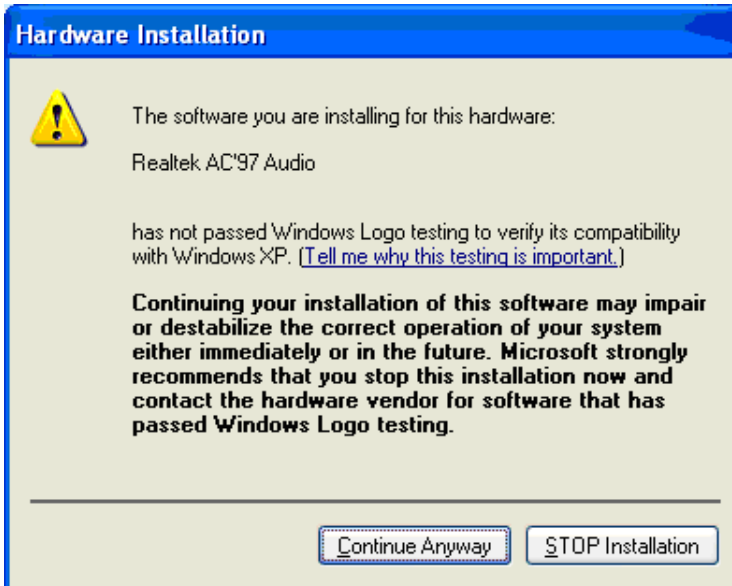 Hardware Installation
The software you are installing for this hardware:
Realtek AC'97 Audio
has not passed Windows Logo testing to verify its compatibility
with Windows XP. (Tell me why this testing is important.)
Continuing your installation of this software may impair
or destabilize the correct operation of your system
either immediately or in the future. Microsoft strongly
recommends that you stop this installation now and
contact the hardware vendor for software that has
passed Windows Logo testing.
Continue Anyway
STOP Installation